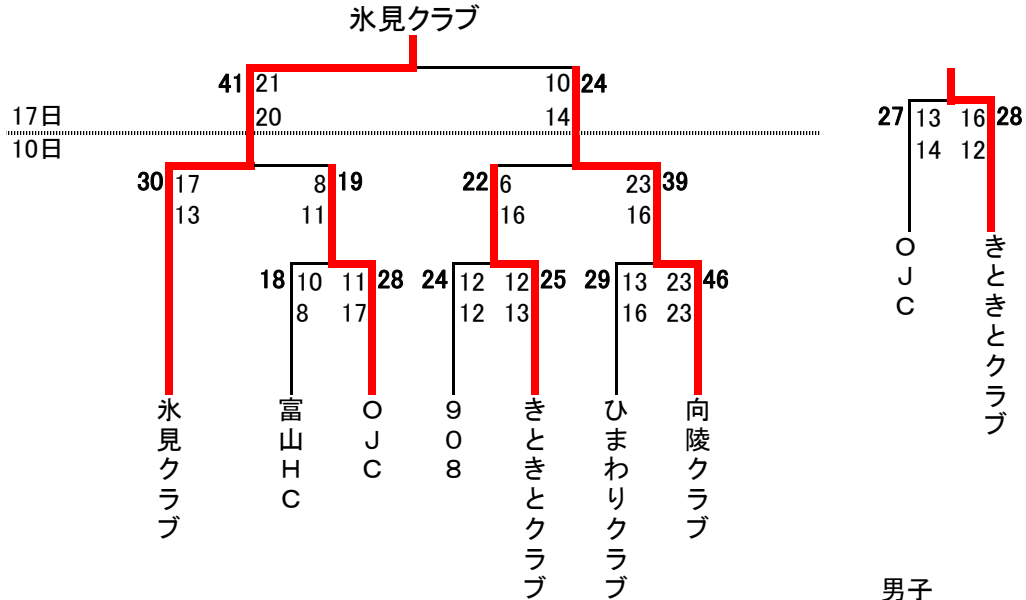 氷見クラブ
41 21 10 24
17日 20 14
27 13 16 28
10日
14 12
30 17 8 19 22 6 23 39
13 11 16 16
18 10 11 28 24 12 12 25 29 13 23 46
8 17 12 13 16 23
氷見クラブ
富山HC
OJC
908
きときとクラブ
ひまわりクラブ
向陵クラブ
OJC
きときとクラブ
男子